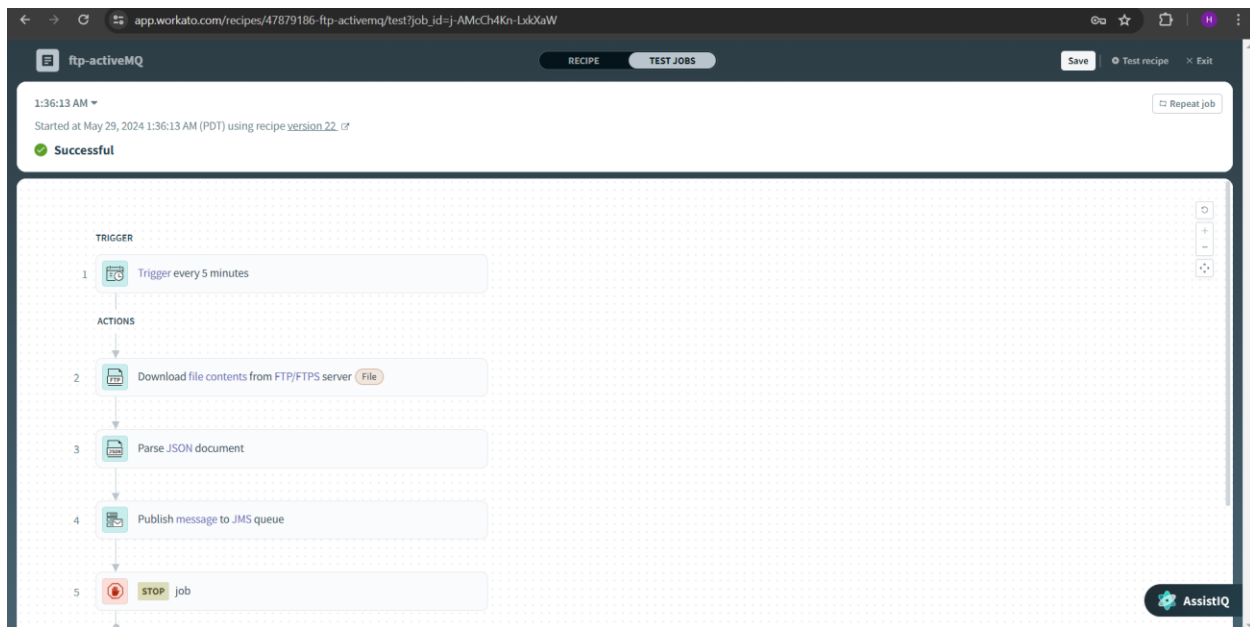 app.workato.com/recipes/47879186-ftp-activemq/test?job_id=j-AMcCh4Kn-LxkXaW
H
ftp-activeMQ
RECIPE
TEST JOBS
Save
Test recipe
Exit
1:36:13 AM
Repeat job
Started at May 29, 2024 1:36:13 AM (PDT) using recipe version 22
Successful
TRIGGER
1 Trigger every 5 minutes
ACTIONS
2 FTP Download file contents from FTP/FTPS server File
3 JSON Parse JSON document
4 Publish message to JMS queue
5 STOP job
AssistIQ